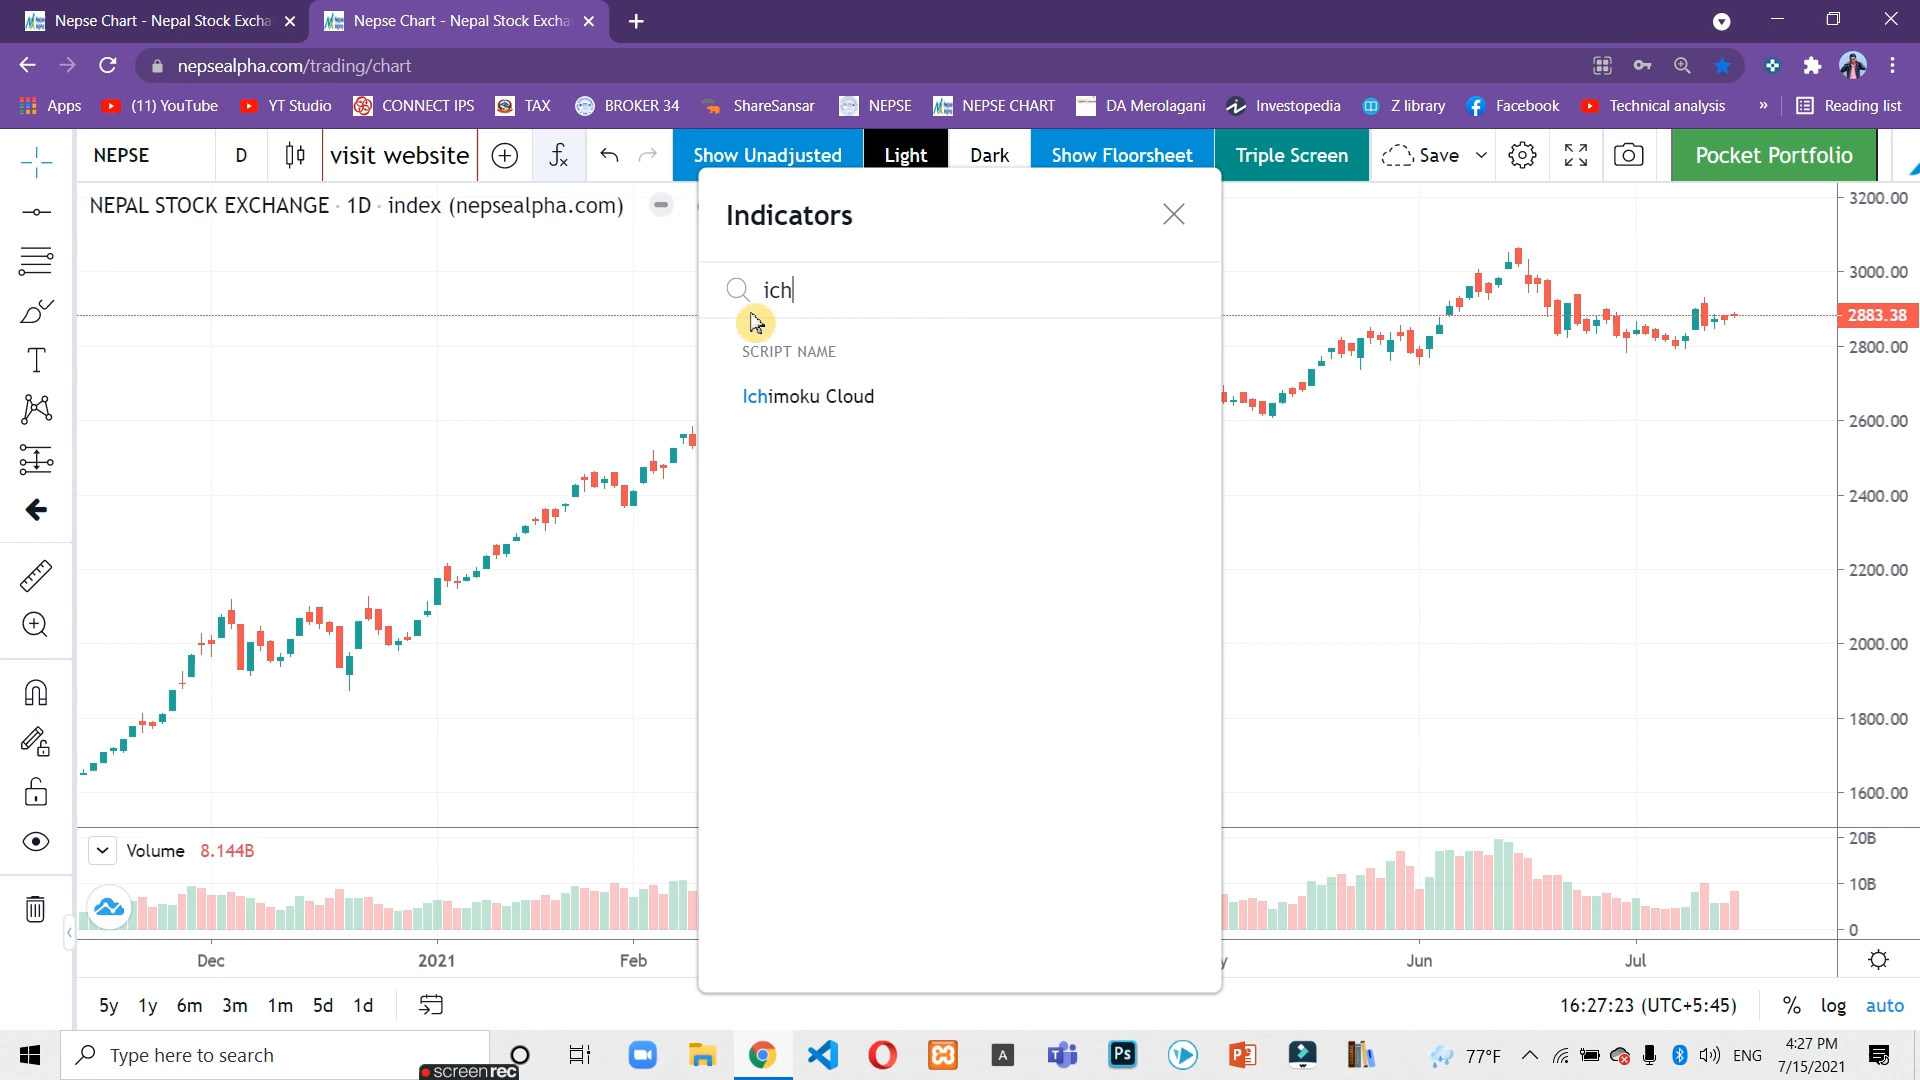 Nepse Chart - Nepal Stock Excha
Nepse Chart - Nepal Stock Excha
nepsealpha.com/trading/chart
Apps
(11) YouTube
YT Studio
CONNECT IPS
TAX
BROKER 34
ShareSansar
NEPSE
NEPSE CHART
DA Merolagani
Investopedia
Z library
Facebook
Technical analysis
»
Reading list
NEPSE
D
visit website
Show Unadjusted
Light
Dark
Show Floorsheet
Triple Screen
Save
Pocket Portfolio
NEPAL STOCK EXCHANGE · 1D · index (nepsealpha.com)
Indicators
ich
SCRIPT NAME
Ichimoku Cloud
3200.00
3000.00
2883.38
2800.00
2600.00
2400.00
2200.00
2000.00
1800.00
1600.00
Volume 8.144B
20B
10B
0
Dec
2021
Feb
y
Jun
Jul
5y
1y
6m
3m
1m
5d
1d
16:27:23 (UTC+5:45)
%
log
auto
Type here to search
screenrec
A
Ps
77°F
ENG
4:27 PM
7/15/2021